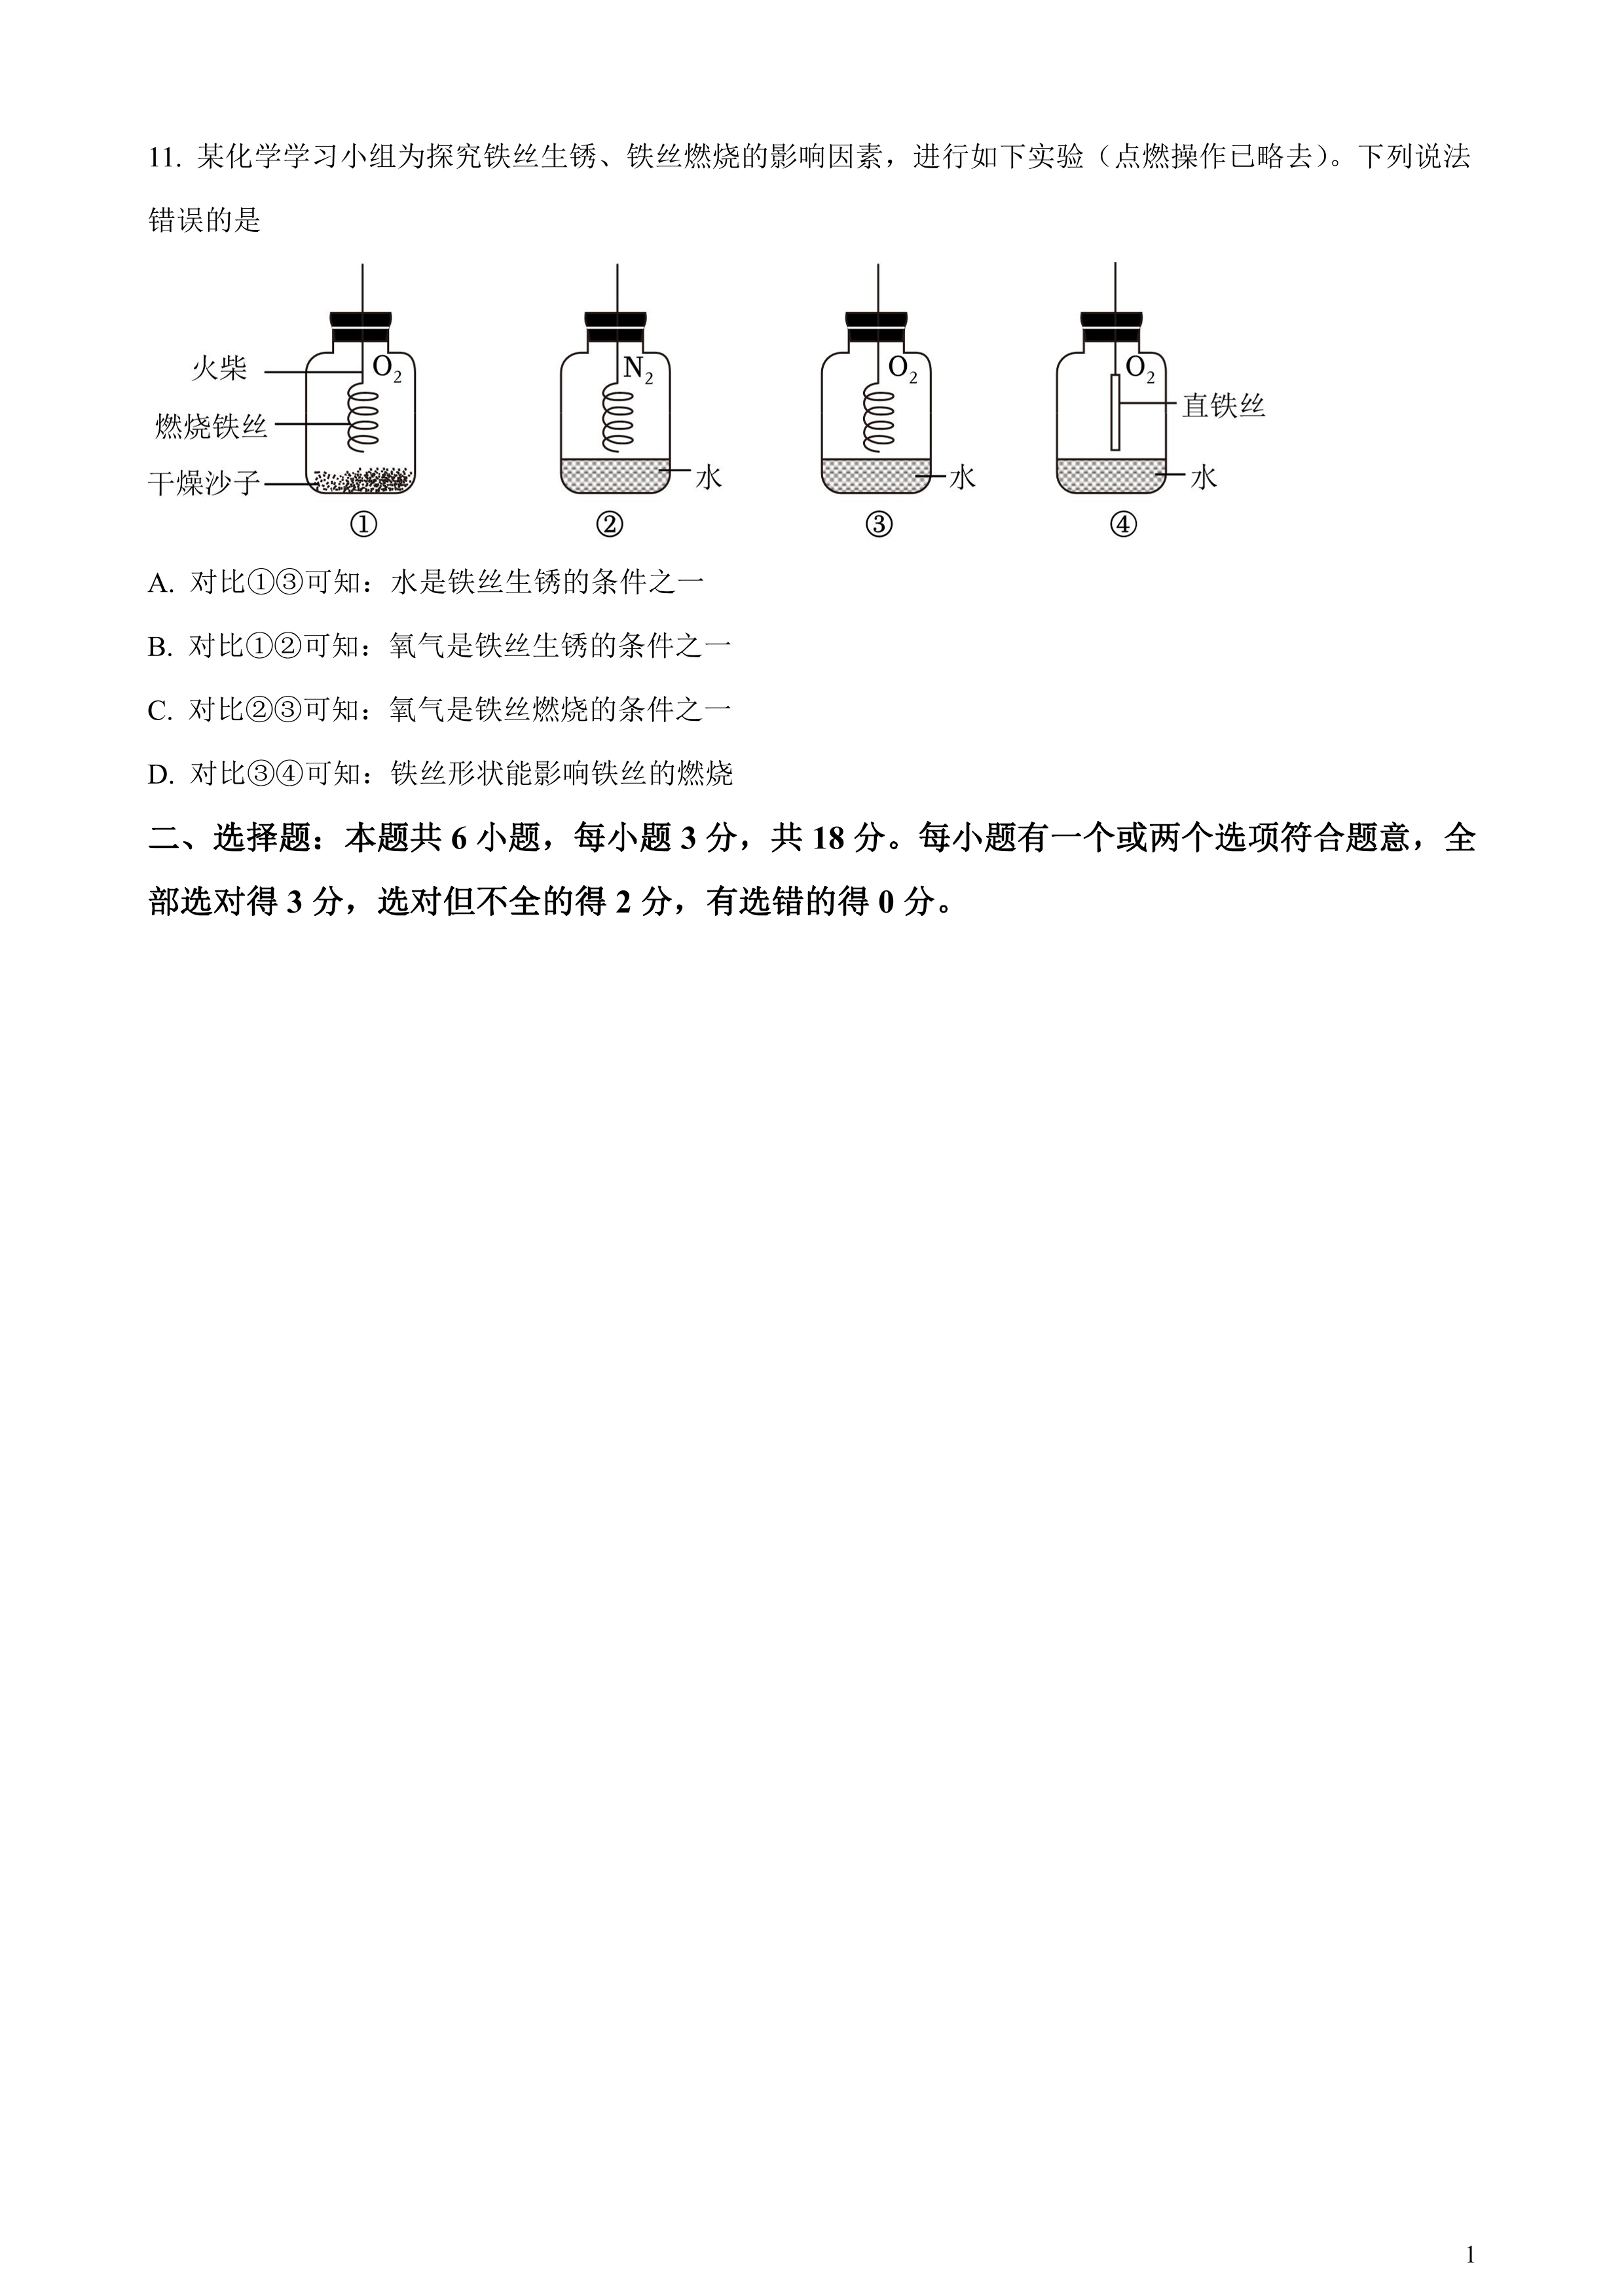 11. 某化学学习小组为探究铁丝生锈、铁丝燃烧的影响因素，进行如下实验（点燃操作已略去）。下列说法
错误的是
火柴
燃烧铁丝
干燥沙子
O₂
①
N₂
水
②
O₂
水
③
O₂
直铁丝
水
④
A. 对比①③可知：水是铁丝生锈的条件之一
B. 对比①②可知：氧气是铁丝生锈的条件之一
C. 对比②③可知：氧气是铁丝燃烧的条件之一
D. 对比③④可知：铁丝形状能影响铁丝的燃烧
二、选择题：本题共 6 小题，每小题 3 分，共 18 分。每小题有一个或两个选项符合题意，全
部选对得 3 分，选对但不全的得 2 分，有选错的得 0 分。
1